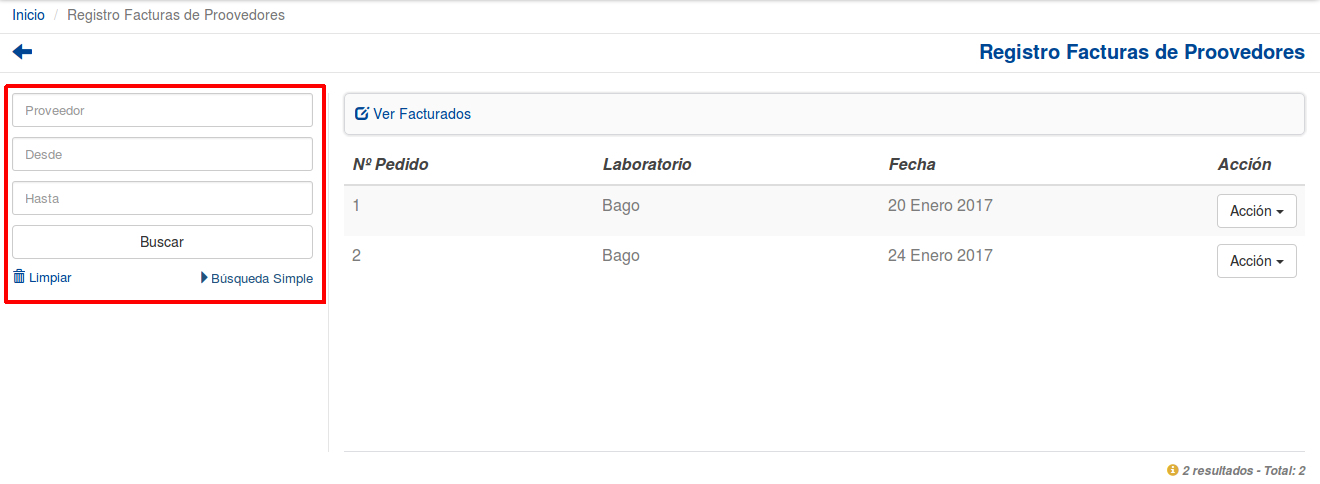 Inicio / Registro Facturas de Proovedores
Registro Facturas de Proovedores
Proveedor
Desde
Hasta
Buscar
Limpiar
Búsqueda Simple
Ver Facturados
Nº Pedido Laboratorio Fecha Acción
1 Bago 20 Enero 2017 Acción
2 Bago 24 Enero 2017 Acción
2 resultados - Total: 2